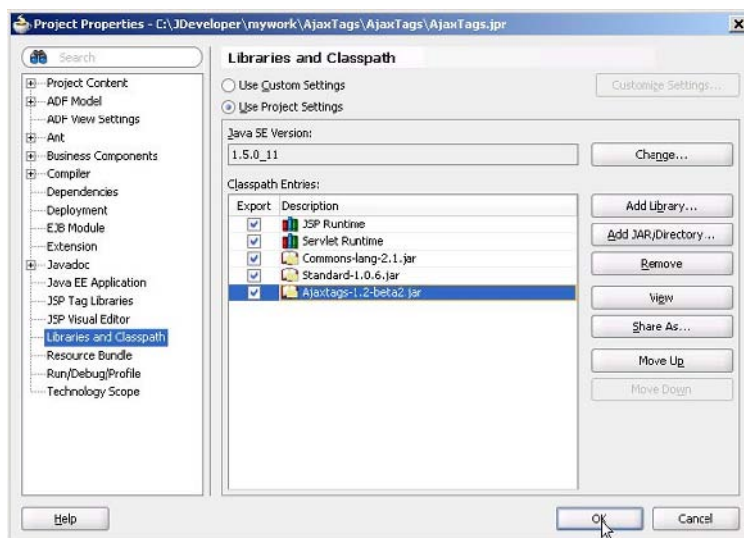 Project Properties - C:\JDeveloper\mywork\AjaxTags\AjaxTags\AjaxTags.jpr
Search
Project Content
ADF Model
ADF View Settings
Ant
Business Components
Compiler
Dependencies
Deployment
EJB Module
Extension
Javadoc
Java EE Application
JSP Tag Libraries
JSP Visual Editor
Libraries and Classpath
Resource Bundle
Run/Debug/Profile
Technology Scope
Libraries and Classpath
Use Custom Settings
Customize Settings...
Use Project Settings
Java SE Version:
1.5.0_11
Change...
Classpath Entries:
Export Description
JSP Runtime
Servlet Runtime
Commons-lang-2.1.jar
Standard-1.0.6.jar
Ajaxtags-1.2-beta2.jar
Add Library...
Add JAR/Directory...
Remove
View
Share As...
Move Up
Move Down
Help
OK
Cancel